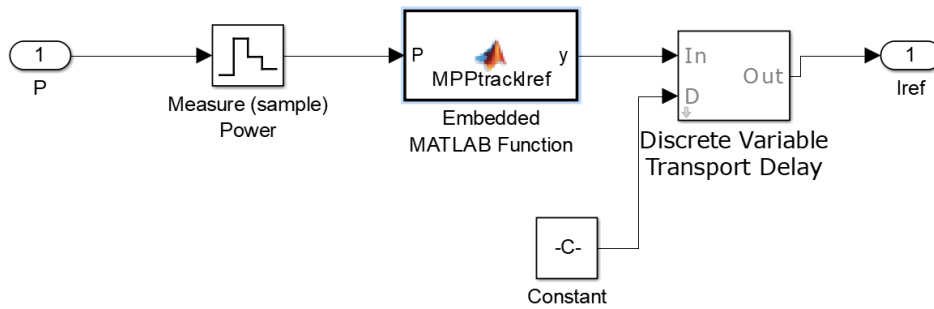 1
P
Measure (sample)
Power
P
y
MPPtrackIref
Embedded
MATLAB Function
In
D
Out
Discrete Variable
Transport Delay
1
Iref
-C-
Constant